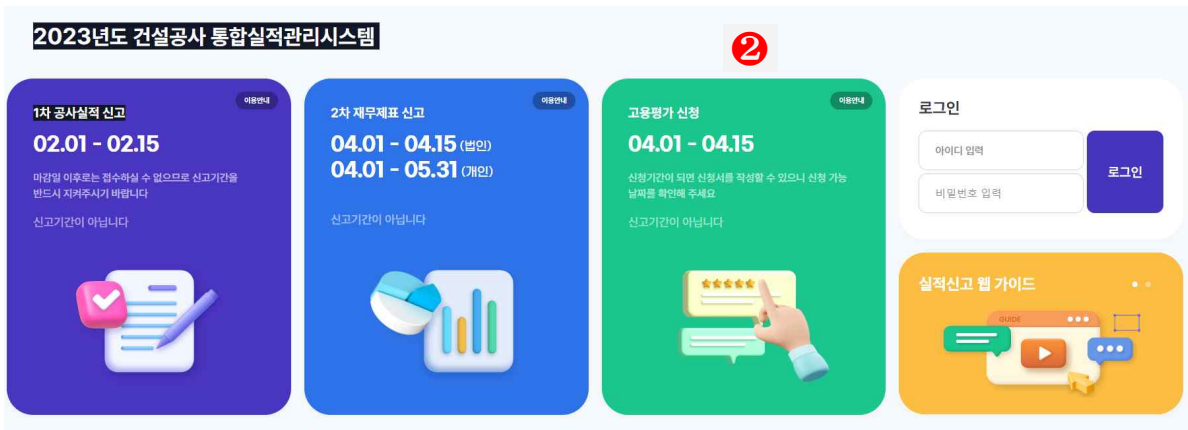 2023년도 건설공사 통합실적관리시스템
❷
이용안내
1차 공사실적 신고
02.01 - 02.15
마감일 이후로는 접수하실 수 없으므로 신고기간을
반드시 지켜주시기 바랍니다
신고기간이 아닙니다
이용안내
2차 재무제표 신고
04.01 - 04.15 (법인)
04.01 - 05.31 (개인)
신고기간이 아닙니다
이용안내
고용평가 신청
04.01 - 04.15
신청기간이 되면 신청서를 작성할 수 있으니 신청 가능
날짜를 확인해 주세요
신고기간이 아닙니다
로그인
아이디 입력
비밀번호 입력
로그인
실적신고 웹 가이드
GUIDE